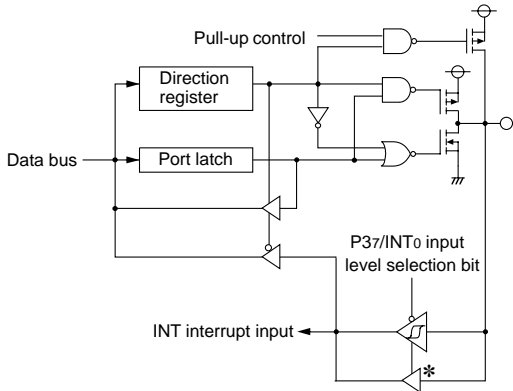 Pull-up control
Direction
register
Data bus
Port latch
P37/INT0 input
level selection bit
INT interrupt input
*